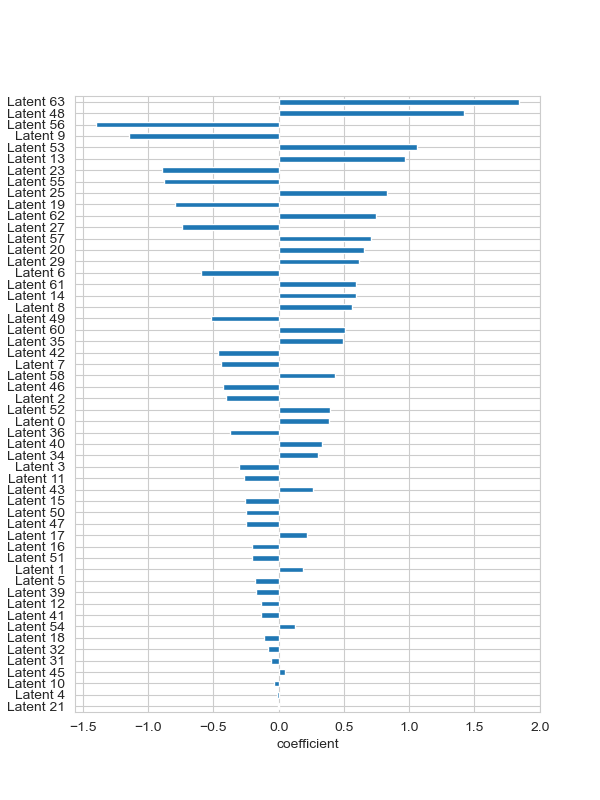 Latent 63
Latent 48
Latent 56
Latent 9
Latent 53
Latent 13
Latent 23
Latent 55
Latent 25
Latent 19
Latent 62
Latent 27
Latent 57
Latent 20
Latent 29
Latent 6
Latent 61
Latent 14
Latent 8
Latent 49
Latent 60
Latent 35
Latent 42
Latent 7
Latent 58
Latent 46
Latent 2
Latent 52
Latent 0
Latent 36
Latent 40
Latent 34
Latent 3
Latent 11
Latent 43
Latent 15
Latent 50
Latent 47
Latent 17
Latent 16
Latent 51
Latent 1
Latent 5
Latent 39
Latent 12
Latent 41
Latent 54
Latent 18
Latent 32
Latent 31
Latent 45
Latent 10
Latent 4
Latent 21
−1.5 −1.0 −0.5 0.0 0.5 1.0 1.5 2.0
coefficient